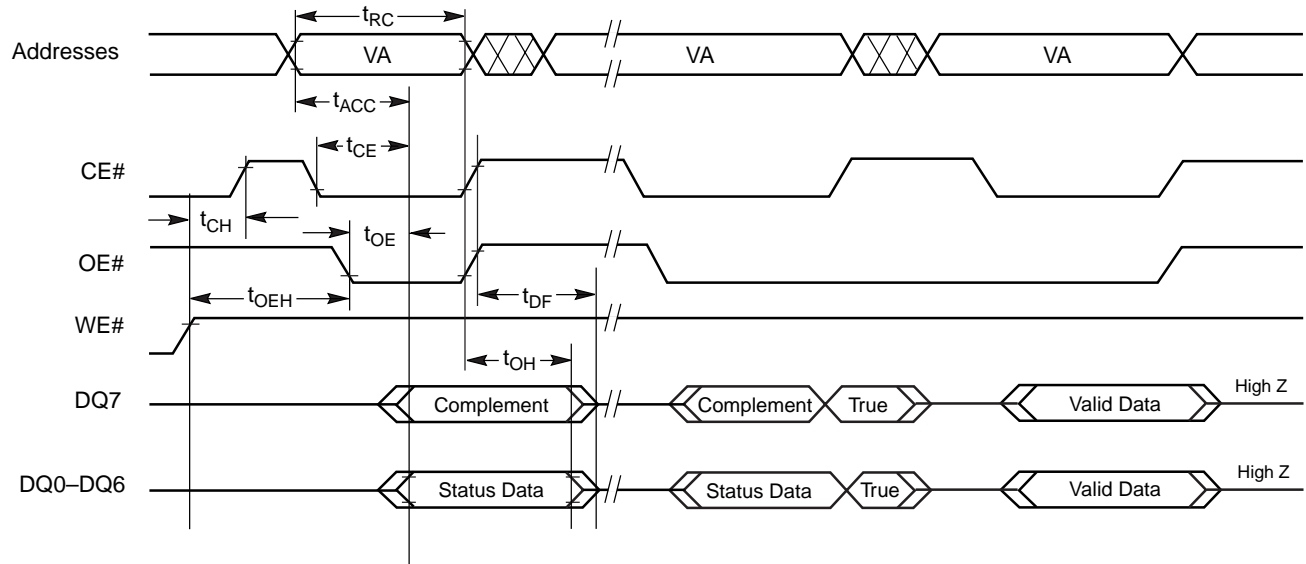 tRC
Addresses VA VA VA
tACC
tCE
CE#
tCH
tOE
OE#
tOEH tDF
WE#
tOH
DQ7 Complement Complement True Valid Data High Z
DQ0–DQ6 Status Data Status Data True Valid Data High Z